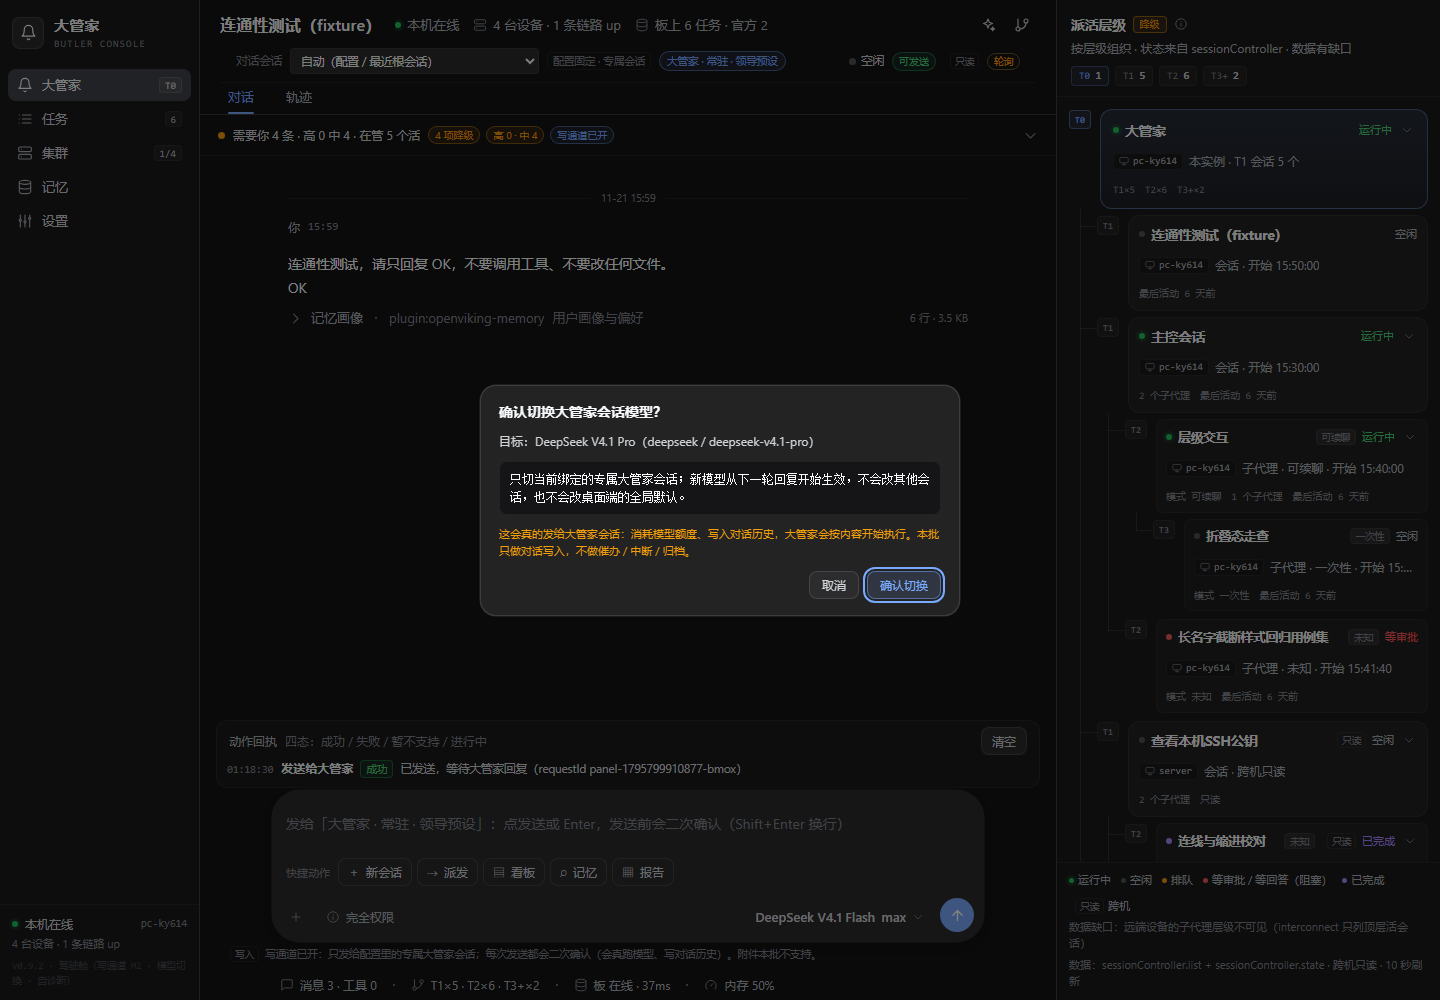 大管家
BUTLER CONSOLE
大管家 T0
任务 6
集群 1/4
记忆
设置
本机在线 pc-ky614
4 台设备 · 1 条链路 up
V0.9.2 · 驾驶舱（写通道 M2 · 模型切换 · 自诊断）
连通性测试（fixture） 本机在线 4 台设备 · 1 条链路 up 板上 6 任务 · 官方 2
对话会话 自动（配置 / 最近根会话） 配置固定 · 专属会话 大管家 · 常驻 · 领导预设 空闲 可发送 只读 轮询
对话 轨迹
需要你 4 条 · 高 0 中 4 · 在管 5 个活 4 项降级 高 0 · 中 4 写通道已开
11-21 15:59
你 15:59
连通性测试，请只回复 OK，不要调用工具、不要改任何文件。
OK
记忆画像 · plugin:openviking-memory 用户画像与偏好 6 行 · 3.5 KB
确认切换大管家会话模型？
目标：DeepSeek V4.1 Pro（deepseek / deepseek-v4.1-pro）
只切当前绑定的专属大管家会话；新模型从下一轮回复开始生效，不会改其他会
话，也不会改桌面端的全局默认。
这会真的发给大管家会话：消耗模型额度、写入对话历史，大管家会按内容开始执行。本批
只做对话写入，不做催办 / 中断 / 归档。
取消 确认切换
动作回执 四态：成功 / 失败 / 暂不支持 / 进行中 清空
01:18:30 发送给大管家 成功 已发送，等待大管家回复（requestId panel-1795799910877-bmox）
发给「大管家 · 常驻 · 领导预设」：点发送或 Enter，发送前会二次确认（Shift+Enter 换行）
快捷动作 + 新会话 → 派发 看板 记忆 报告
+ 完全权限 DeepSeek V4.1 Flash max
写入 写通道已开：只发给配置里的专属大管家会话；每次发送都会二次确认（会真跑模型、写对话历史）。附件本批不支持。
消息 3 · 工具 0 · T1×5 · T2×6 · T3+×2 · 板 在线 · 37ms · 内存 50%
派活层级 降级
按层级组织 · 状态来自 sessionController · 数据有缺口
T0 1 T1 5 T2 6 T3+ 2
T0 大管家 运行中
pc-ky614 本实例 · T1 会话 5 个
T1×5 T2×6 T3+×2
T1 连通性测试（fixture） 空闲
pc-ky614 会话 · 开始 15:50:00
最后活动 6 天前
T1 主控会话 运行中
pc-ky614 会话 · 开始 15:30:00
2 个子代理 最后活动 6 天前
T2 层级交互 可续聊 运行中
pc-ky614 子代理 · 可续聊 · 开始 15:40:00
模式 可续聊 1 个子代理 最后活动 6 天前
T3 折叠态走查 一次性 空闲
pc-ky614 子代理 · 一次性 · 开始 15:...
模式 一次性 最后活动 6 天前
T2 长名字截断样式回归用例集 未知 等审批
pc-ky614 子代理 · 未知 · 开始 15:41:40
模式 未知 最后活动 6 天前
T1 查看本机SSH公钥 只读 空闲
server 会话 · 跨机只读
2 个子代理 只读
T2 连线与缩进校对 未知 只读 已完成
运行中 空闲 排队 等审批 / 等回答（阻塞） 已完成
只读 跨机
数据缺口：远端设备的子代理层级不可见（interconnect 只列顶层活会
话）
数据：sessionController.list + sessionController.state · 跨机只读 · 10 秒刷
新